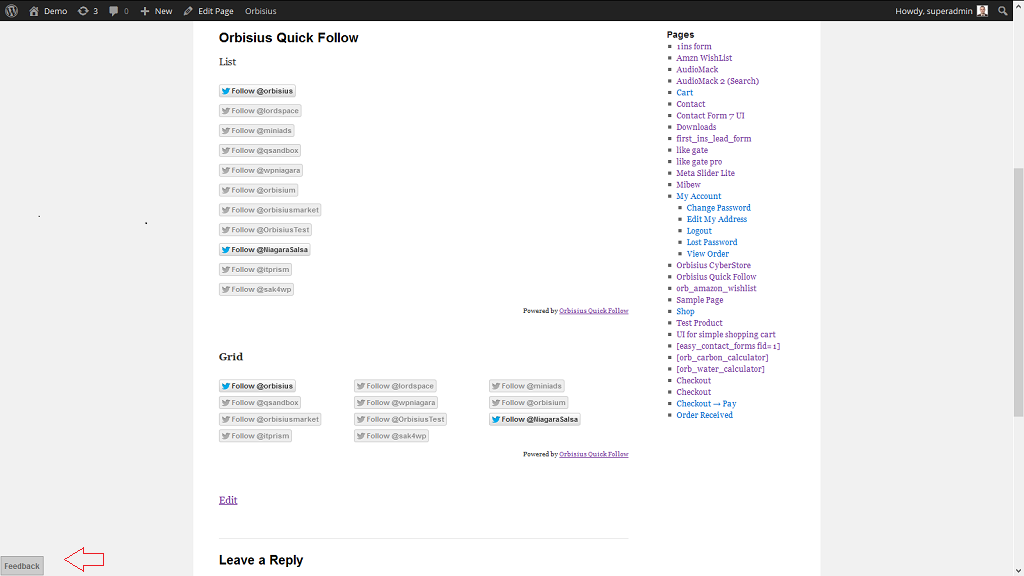 Demo 3 0 New Edit Page Orbisius Howdy, superadmin
Orbisius Quick Follow
List
Follow @orbisius
Follow @lordspace
Follow @miniads
Follow @qsandbox
Follow @wpniagara
Follow @orbisium
Follow @orbisiusmarket
Follow @OrbisiusTest
Follow @NiagaraSalsa
Follow @itprism
Follow @sak4wp
Powered by Orbisius Quick Follow
Grid
Follow @orbisius Follow @lordspace Follow @miniads
Follow @qsandbox Follow @wpniagara Follow @orbisium
Follow @orbisiusmarket Follow @OrbisiusTest Follow @NiagaraSalsa
Follow @itprism Follow @sak4wp
Powered by Orbisius Quick Follow
Edit
Leave a Reply
Pages
1ins form
Amzn WishList
AudioMack
AudioMack 2 (Search)
Cart
Contact
Contact Form 7 UI
Downloads
first_ins_lead_form
like gate
like gate pro
Meta Slider Lite
Mibew
My Account
Change Password
Edit My Address
Logout
Lost Password
View Order
Orbisius CyberStore
Orbisius Quick Follow
orb_amazon_wishlist
Sample Page
Shop
Test Product
UI for simple shopping cart
[easy_contact_forms fid=1]
[orb_carbon_calculator]
[orb_water_calculator]
Checkout
Checkout
Checkout → Pay
Order Received
Feedback